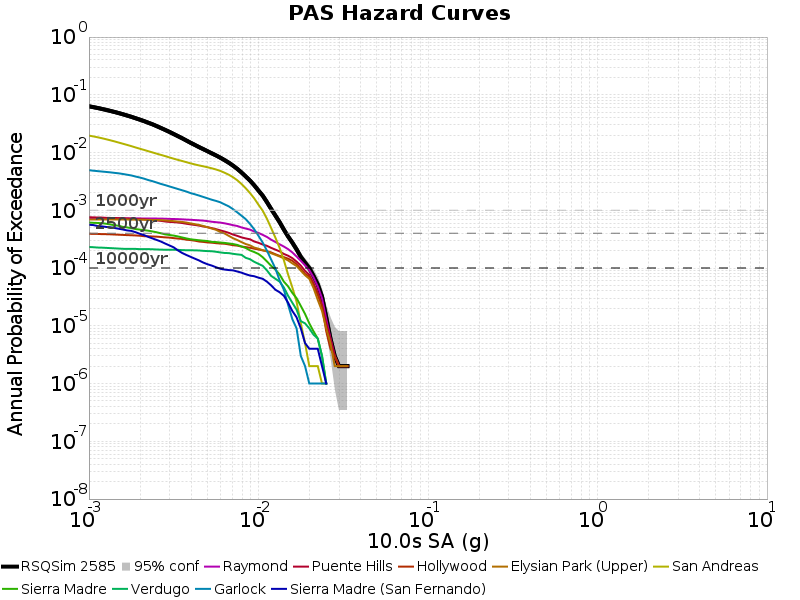 PAS Hazard Curves
Annual Probability of Exceedance
10^0
10^-1
10^-2
10^-3
10^-4
10^-5
10^-6
10^-7
10^-8
1000yr
2500yr
10000yr
10^-3 10^-2 10^-1 10^0 10^1
10.0s SA (g)
RSQSim 2585 95% conf Raymond Puente Hills Hollywood Elysian Park (Upper) San Andreas
Sierra Madre Verdugo Garlock Sierra Madre (San Fernando)